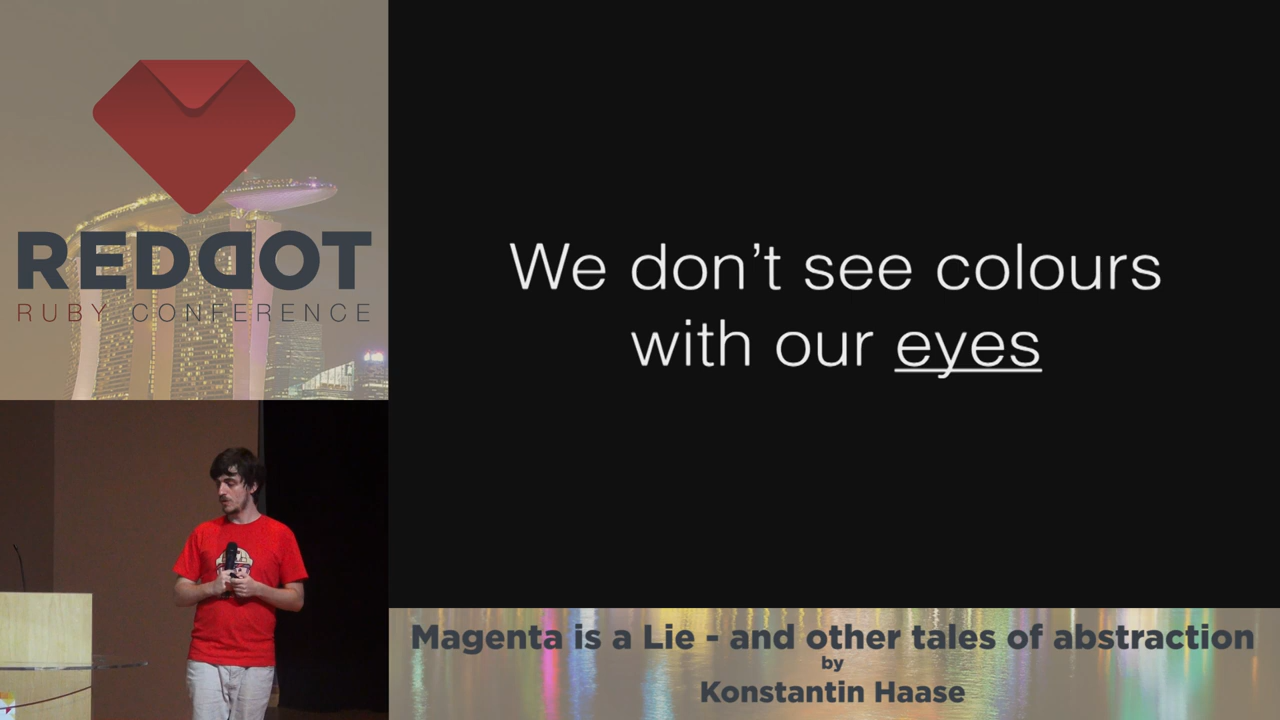 REDDOT
RUBY CONFERENCE
We don't see colours
with our eyes
Magenta is a Lie - and other tales of abstraction
by
Konstantin Haase